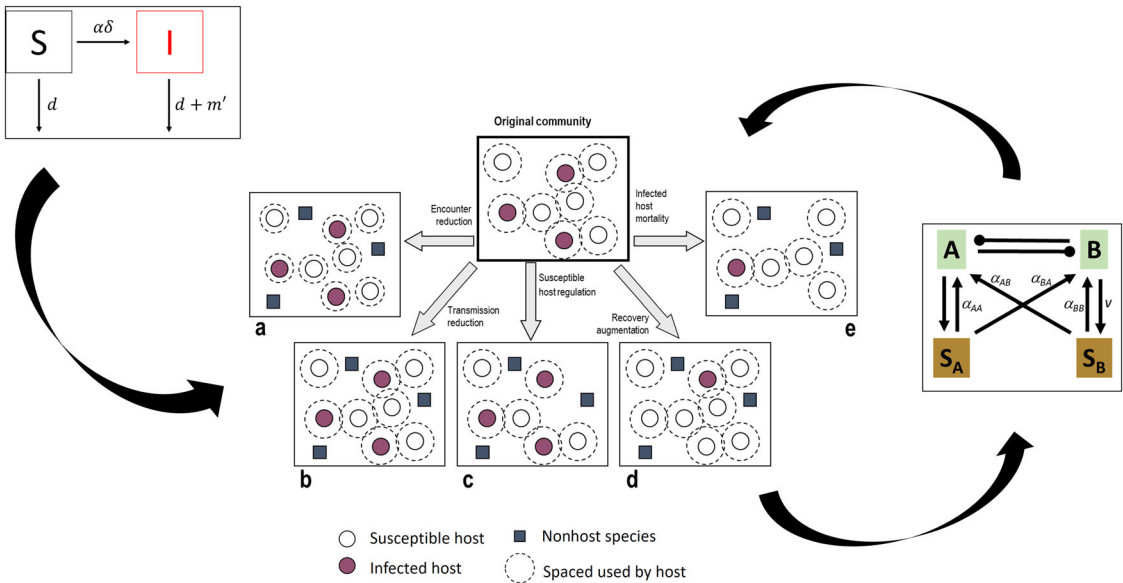 S
αδ
I
d
d + m′
Original community
Encounter
reduction
Infected
host
mortality
Susceptible
host regulation
Transmission
reduction
Recovery
augmentation
a
e
b
c
d
A
B
α_AB
α_BA
α_AA
α_BB
ν
S_A
S_B
Susceptible host
Nonhost species
Infected host
Spaced used by host